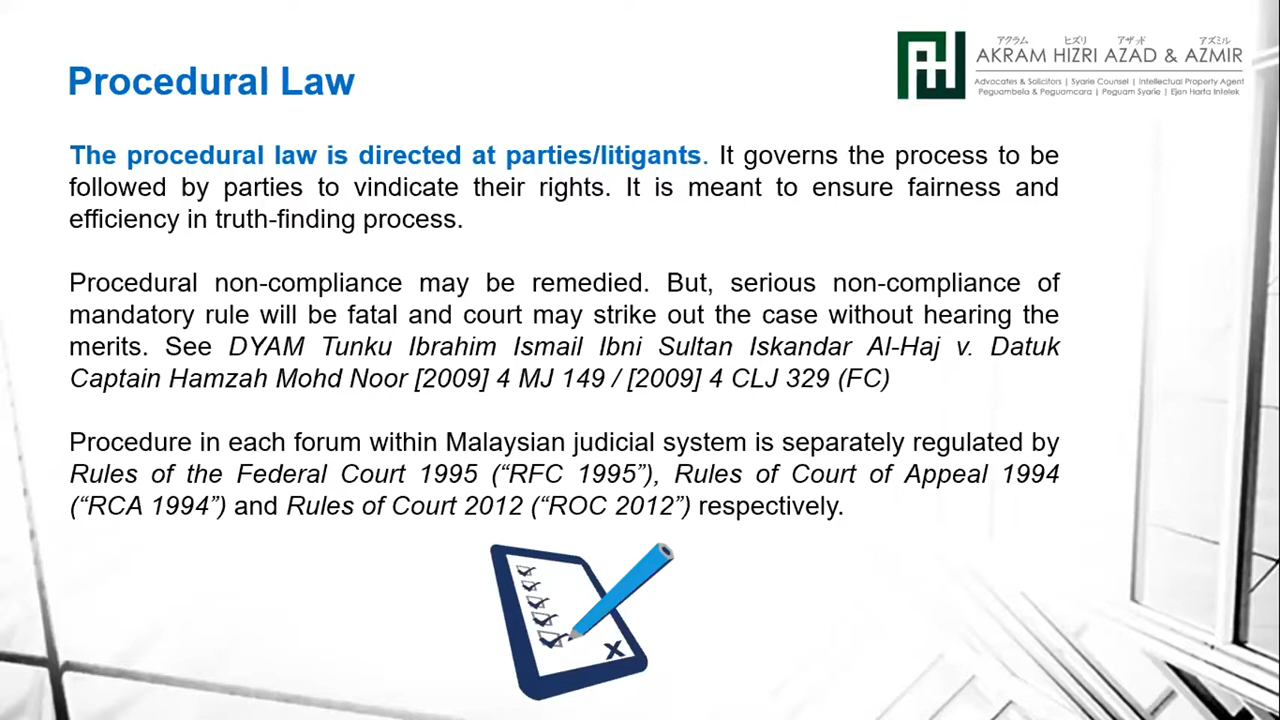 アクラム ヒズリ アザッド アズミル
AKRAM HIZRI AZAD & AZMIR
Advocates & Solicitors | Syarie Counsel | Intellectual Property Agent
Peguambela & Peguamcara | Peguam Syarie | Ejen Harta Intelek
Procedural Law
The procedural law is directed at parties/litigants. It governs the process to be
followed by parties to vindicate their rights. It is meant to ensure fairness and
efficiency in truth-finding process.
Procedural non-compliance may be remedied. But, serious non-compliance of
mandatory rule will be fatal and court may strike out the case without hearing the
merits. See DYAM Tunku Ibrahim Ismail Ibni Sultan Iskandar Al-Haj v. Datuk
Captain Hamzah Mohd Noor [2009] 4 MJ 149 / [2009] 4 CLJ 329 (FC)
Procedure in each forum within Malaysian judicial system is separately regulated by
Rules of the Federal Court 1995 (“RFC 1995”), Rules of Court of Appeal 1994
(“RCA 1994”) and Rules of Court 2012 (“ROC 2012”) respectively.